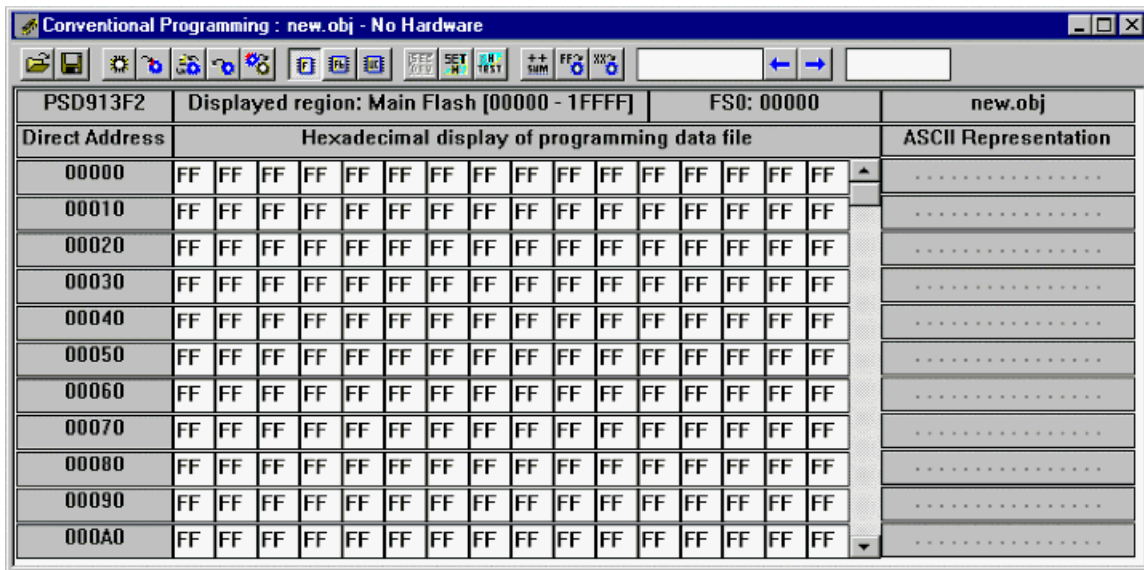 Conventional Programming : new.obj - No Hardware
F Fb UC SET TEST ++ SUM FF?? XX??
PSD913F2 Displayed region: Main Flash [00000 - 1FFFF] FS0: 00000 new.obj
Direct Address Hexadecimal display of programming data file ASCII Representation
00000 FF FF FF FF FF FF FF FF FF FF FF FF FF FF FF FF ................
00010 FF FF FF FF FF FF FF FF FF FF FF FF FF FF FF FF ................
00020 FF FF FF FF FF FF FF FF FF FF FF FF FF FF FF FF ................
00030 FF FF FF FF FF FF FF FF FF FF FF FF FF FF FF FF ................
00040 FF FF FF FF FF FF FF FF FF FF FF FF FF FF FF FF ................
00050 FF FF FF FF FF FF FF FF FF FF FF FF FF FF FF FF ................
00060 FF FF FF FF FF FF FF FF FF FF FF FF FF FF FF FF ................
00070 FF FF FF FF FF FF FF FF FF FF FF FF FF FF FF FF ................
00080 FF FF FF FF FF FF FF FF FF FF FF FF FF FF FF FF ................
00090 FF FF FF FF FF FF FF FF FF FF FF FF FF FF FF FF ................
000A0 FF FF FF FF FF FF FF FF FF FF FF FF FF FF FF FF ................